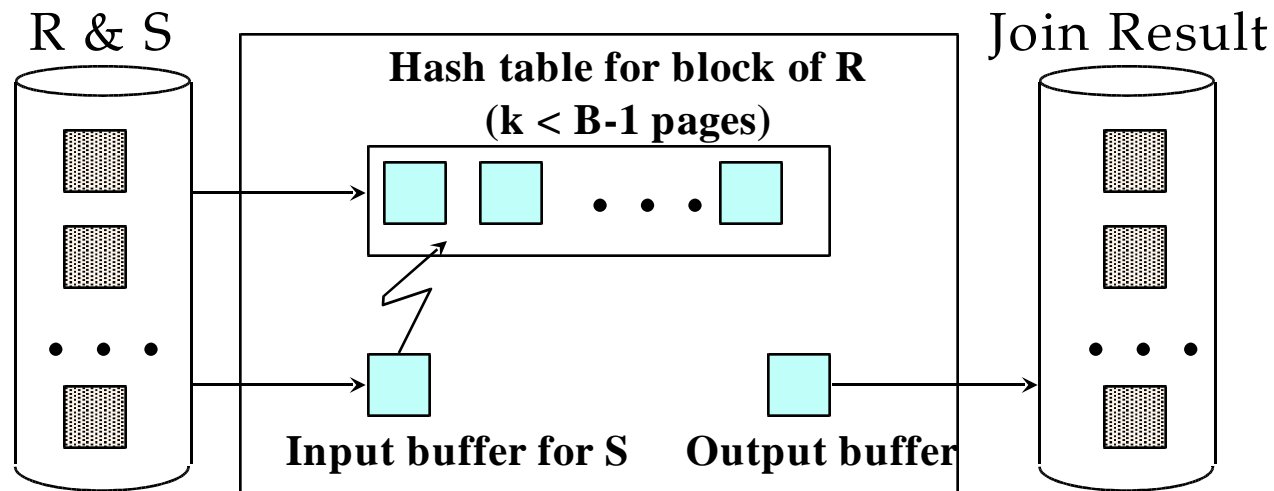 R & S
Join Result
Hash table for block of R
(k < B-1 pages)
• • •
• • •
• • •
Input buffer for S
Output buffer